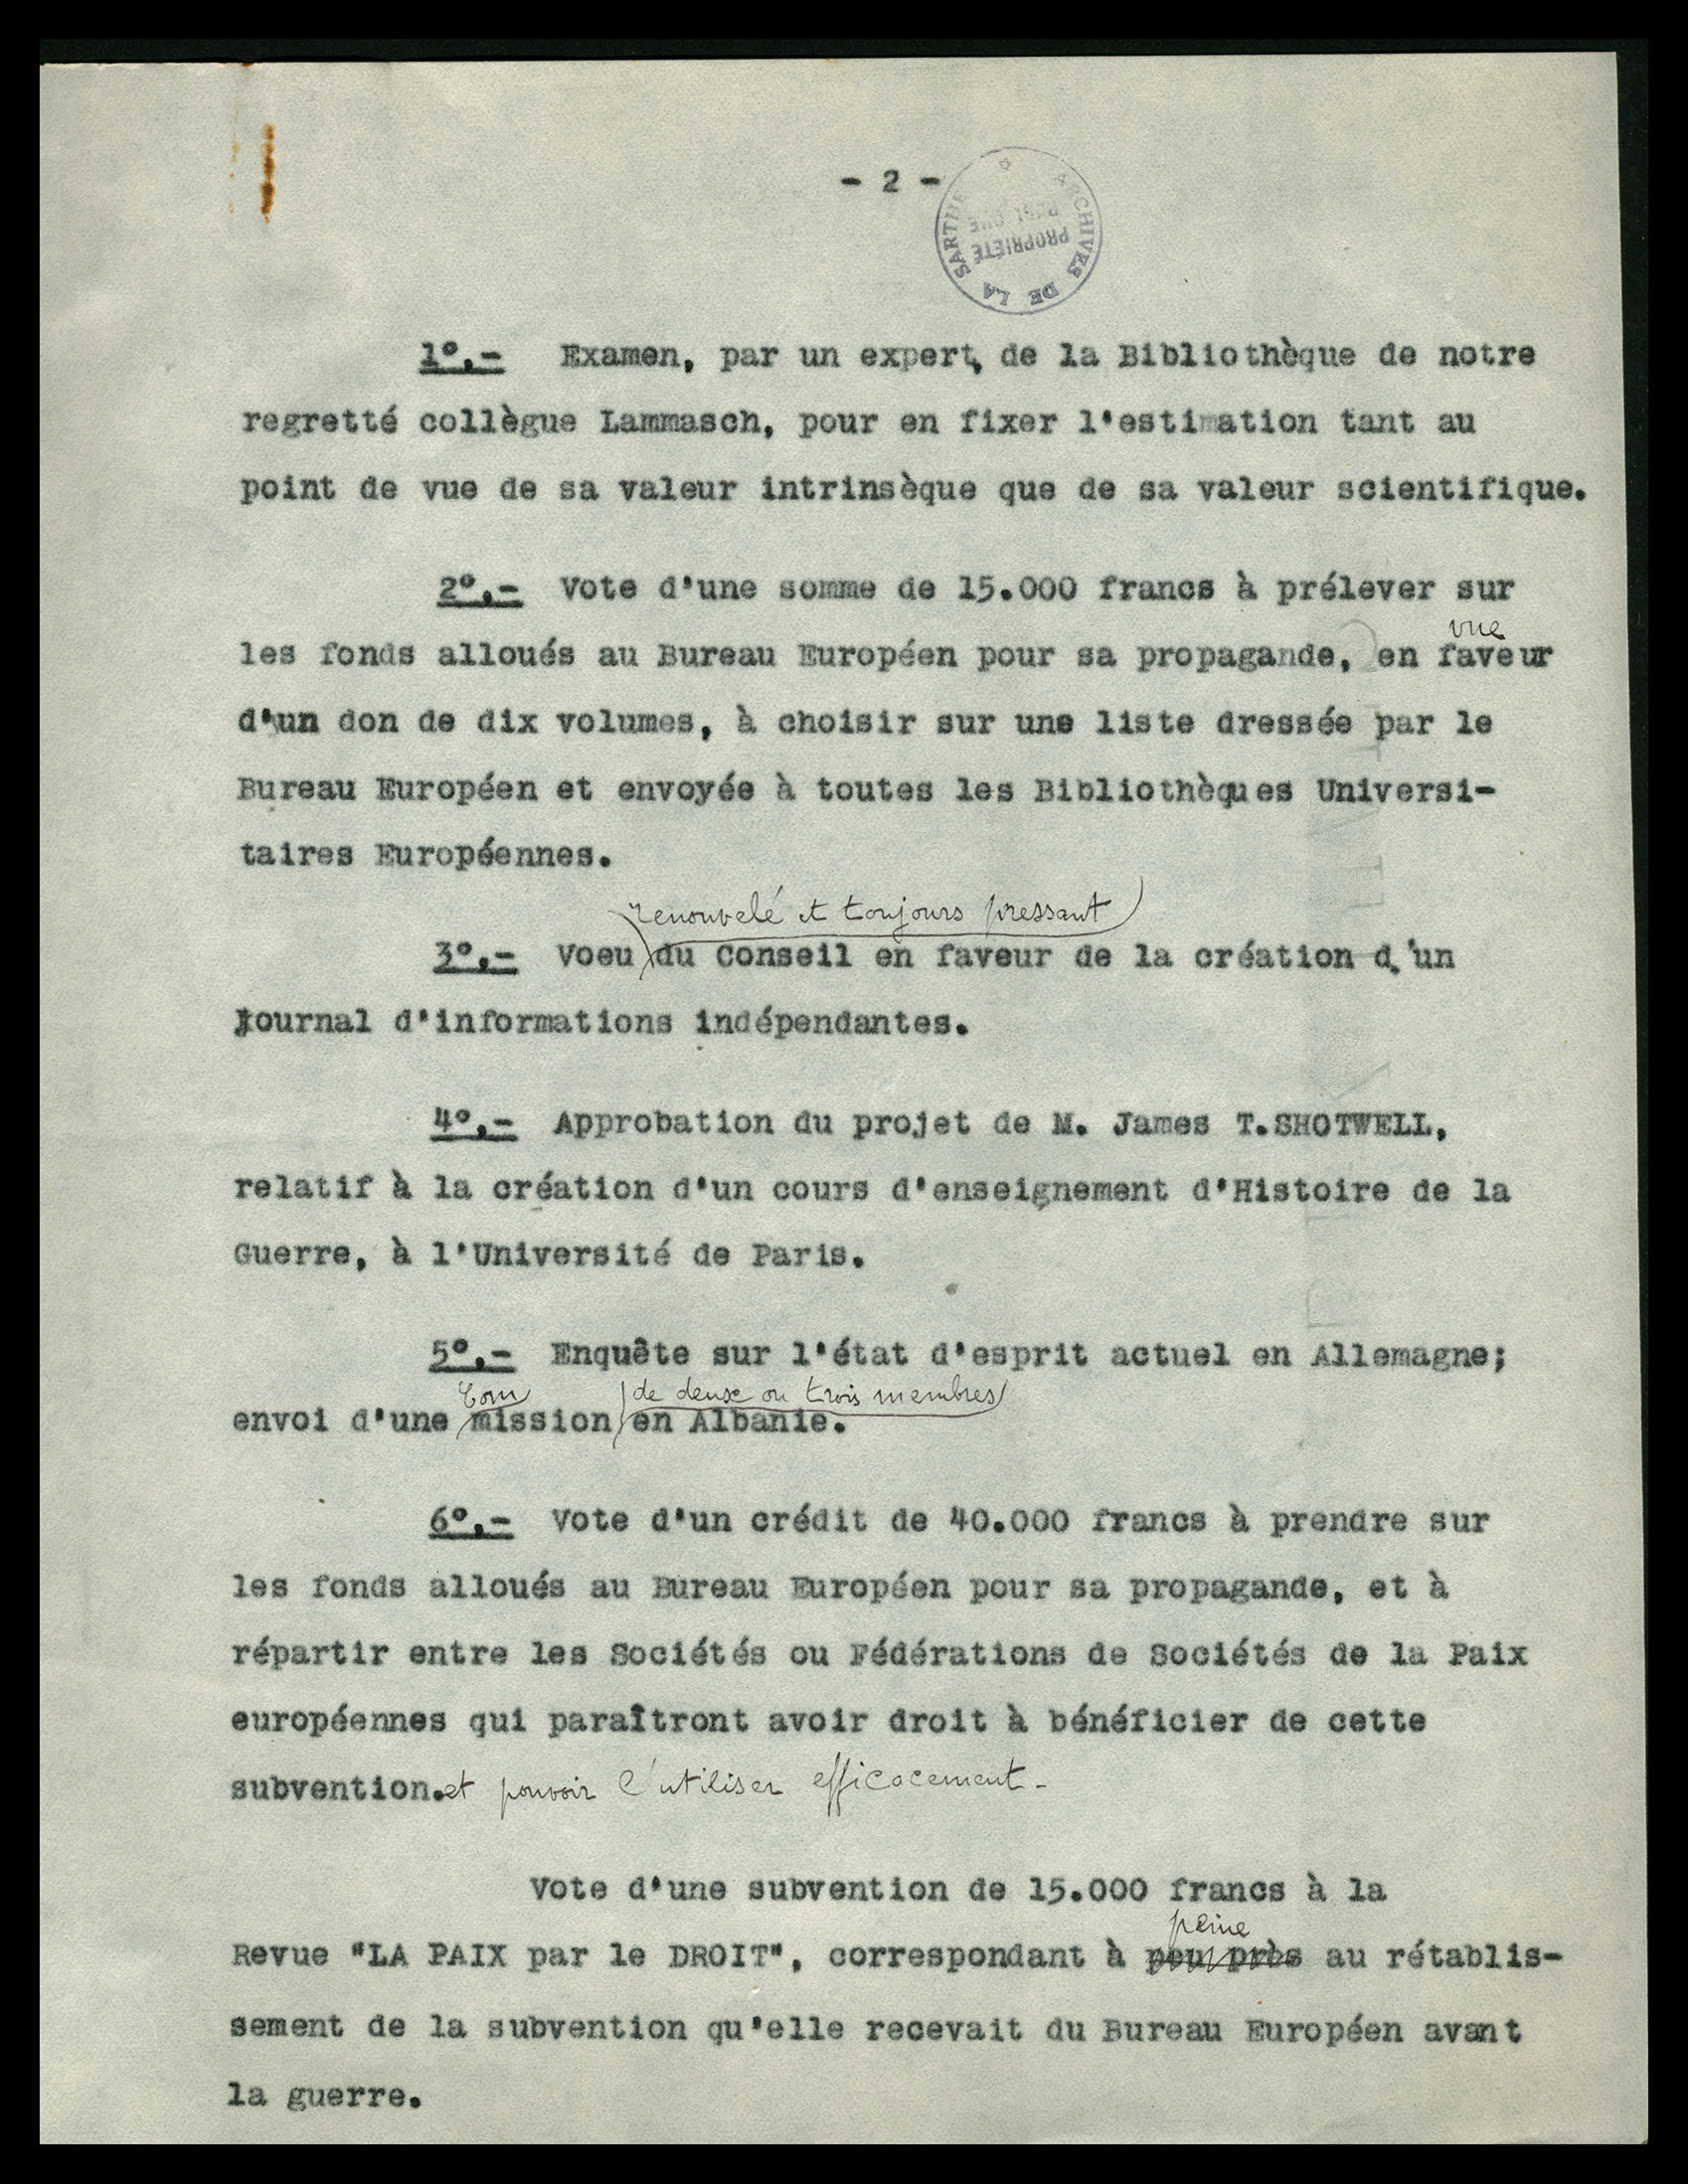 - 2 -
ARCHIVES DE LA SARTHE
PROPRIÉTÉ
PUBLIQUE
1°.- Examen, par un expert, de la Bibliothèque de notre
regretté collègue Lammasch, pour en fixer l'estimation tant au
point de vue de sa valeur intrinsèque que de sa valeur scientifique.
2°.- Vote d'une somme de 15.000 francs à prélever sur
vue
les fonds alloués au Bureau Européen pour sa propagande, en faveur
d'un don de dix volumes, à choisir sur une liste dressée par le
Bureau Européen et envoyée à toutes les Bibliothèques Universi-
taires Européennes.
renouvelé et toujours pressant
3°.- Voeu du Conseil en faveur de la création d'un
journal d'informations indépendantes.
4°.- Approbation du projet de M. James T.SHOTWELL,
relatif à la création d'un cours d'enseignement d'Histoire de la
Guerre, à l'Université de Paris.
5°.- Enquête sur l'état d'esprit actuel en Allemagne;
Com de deux ou trois membres
envoi d'une mission en Albanie.
6°.- Vote d'un crédit de 40.000 francs à prendre sur
les fonds alloués au Bureau Européen pour sa propagande, et à
répartir entre les Sociétés ou Fédérations de Sociétés de la Paix
européennes qui paraîtront avoir droit à bénéficier de cette
subvention.et pouvoir l'utiliser efficacement-
Vote d'une subvention de 15.000 francs à la
peine
Revue "LA PAIX par le DROIT", correspondant à peu près au rétablis-
sement de la subvention qu'elle recevait du Bureau Européen avant
la guerre.